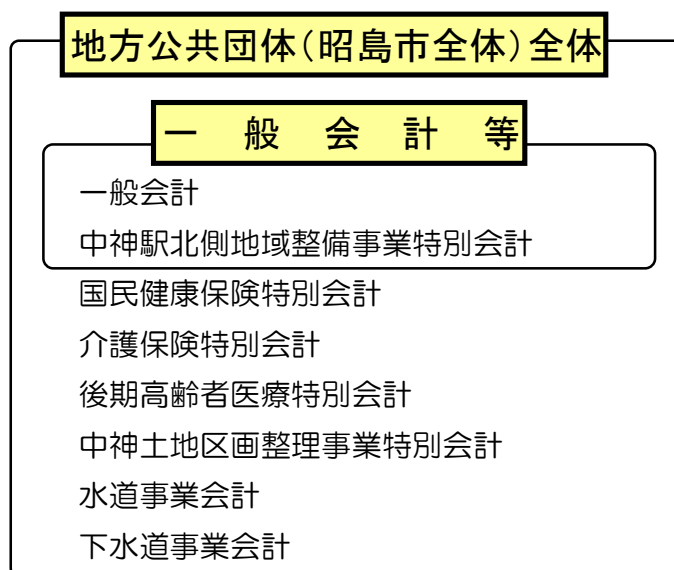 地方公共団体(昭島市全体)全体
一般会計等
一般会計
中神駅北側地域整備事業特別会計
国民健康保険特別会計
介護保険特別会計
後期高齢者医療特別会計
中神土地区画整理事業特別会計
水道事業会計
下水道事業会計